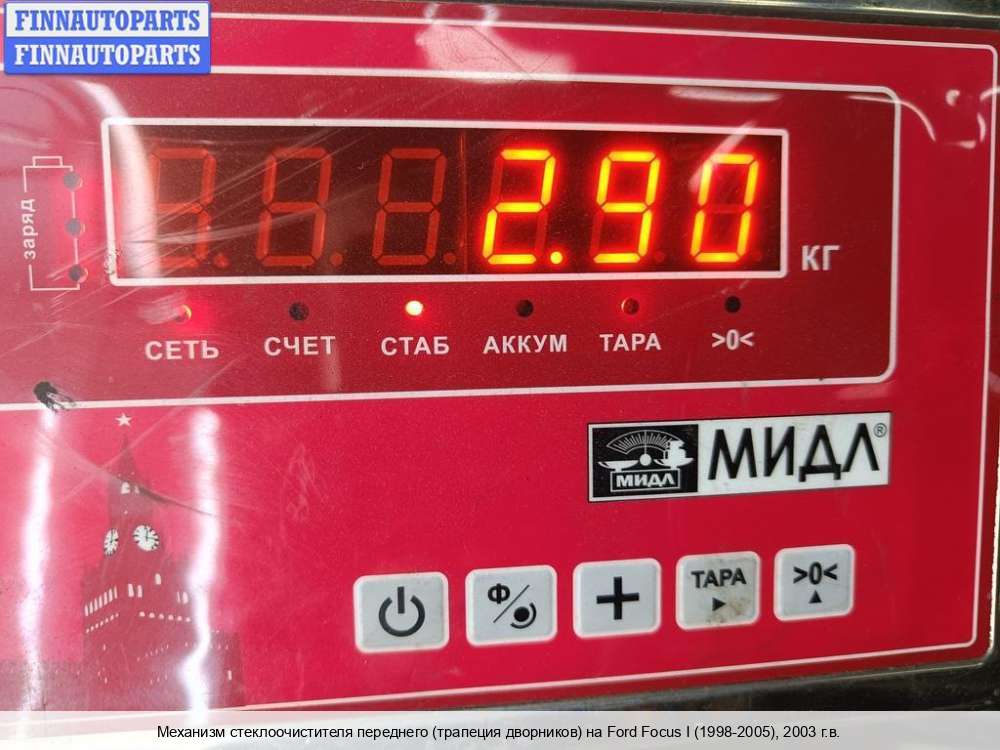 FINNAUTOPARTS
FINNAUTOPARTS
заряд
2.90
КГ
СЕТЬ СЧЕТ СТАБ АККУМ ТАРА >0<
МИДЛ МИДЛ®
Ф ТАРА >0<
Механизм стеклоочистителя переднего (трапеция дворников) на Ford Focus I (1998-2005), 2003 г.в.